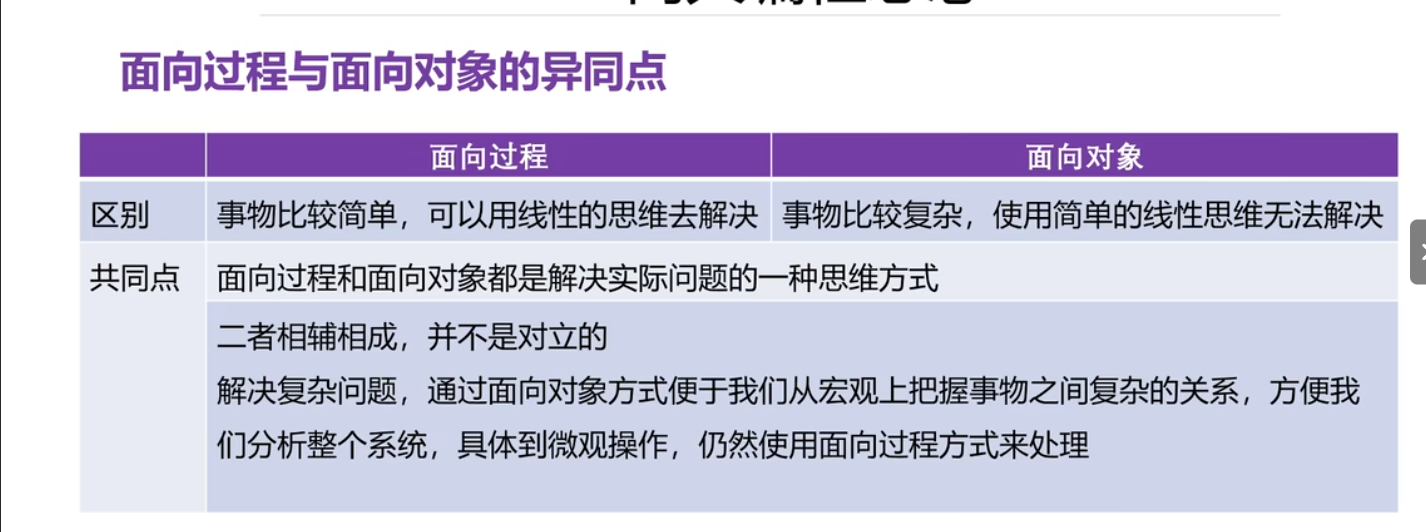 面向过程与面向对象的异同点
面向过程 面向对象
区别 事物比较简单，可以用线性的思维去解决 事物比较复杂，使用简单的线性思维无法解决
共同点 面向过程和面向对象都是解决实际问题的一种思维方式
二者相辅相成，并不是对立的
解决复杂问题，通过面向对象方式便于我们从宏观上把握事物之间复杂的关系，方便我
们分析整个系统，具体到微观操作，仍然使用面向过程方式来处理